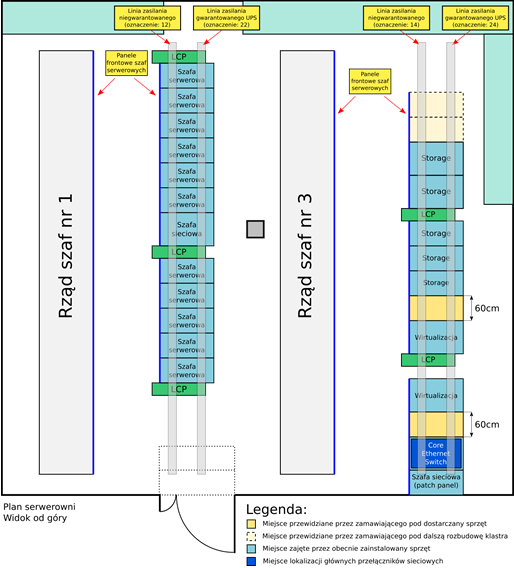 Linia zasilania
niegwarantowanego
(oznaczenie: 12)
Linia zasilania
gwarantowanego UPS
(oznaczenie: 22)
Linia zasilania
niegwarantowanego
(oznaczenie: 14)
Linia zasilania
gwarantowanego UPS
(oznaczenie: 24)
Panele
frontowe szaf
serwerowych
Rząd szaf nr 1
LCP
Szafa
serwerowa
Szafa
serwerowa
Szafa
serwerowa
Szafa
serwerowa
Szafa
serwerowa
Szafa
serwerowa
Szafa
sieciowa
LCP
Szafa
serwerowa
Szafa
serwerowa
Szafa
serwerowa
Szafa
serwerowa
Szafa
serwerowa
LCP
Panele
frontowe szaf
serwerowych
Rząd szaf nr 3
Storage
Storage
LCP
Storage
Storage
Storage
60cm
Wirtualizacja
LCP
Wirtualizacja
60cm
Core
Ethernet
Switch
Szafa sieciowa
(patch panel)
Plan serwerowni
Widok od góry
Legenda:
Miejsce przewidziane przez zamawiającego pod dostarczany sprzęt
Miejsce przewidziane przez zamawiającego pod dalszą rozbudowę klastra
Miejsce zajęte przez obecnie zainstalowany sprzęt
Miejsce lokalizacji głównych przełączników sieciowych